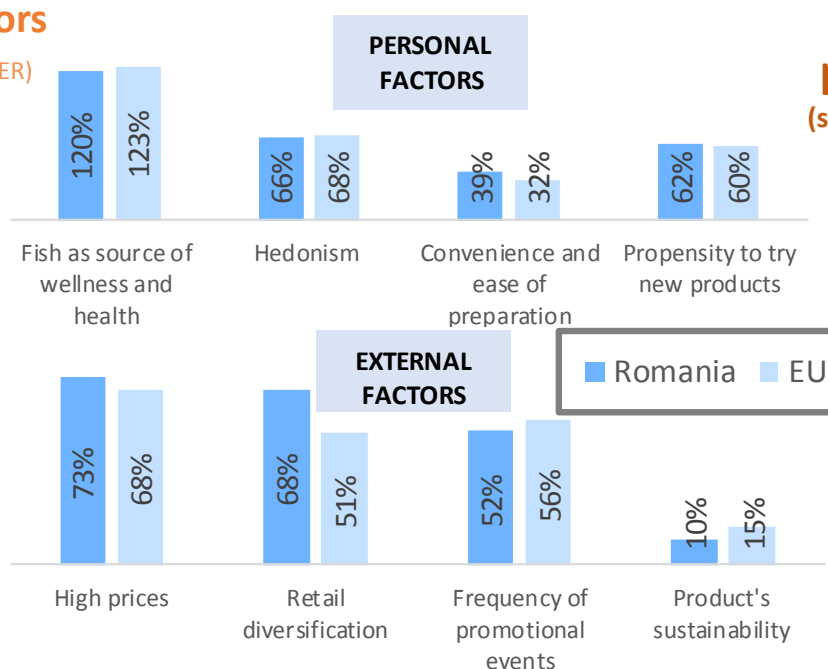 ors
ER)
PERSONAL
FACTORS
(s
120%
123%
66%
68%
39%
32%
62%
60%
Fish as source of
wellness and
health
Hedonism
Convenience and
ease of
preparation
Propensity to try
new products
EXTERNAL
FACTORS
Romania
EU
73%
68%
68%
51%
52%
56%
10%
15%
High prices
Retail
diversification
Frequency of
promotional
events
Product's
sustainability